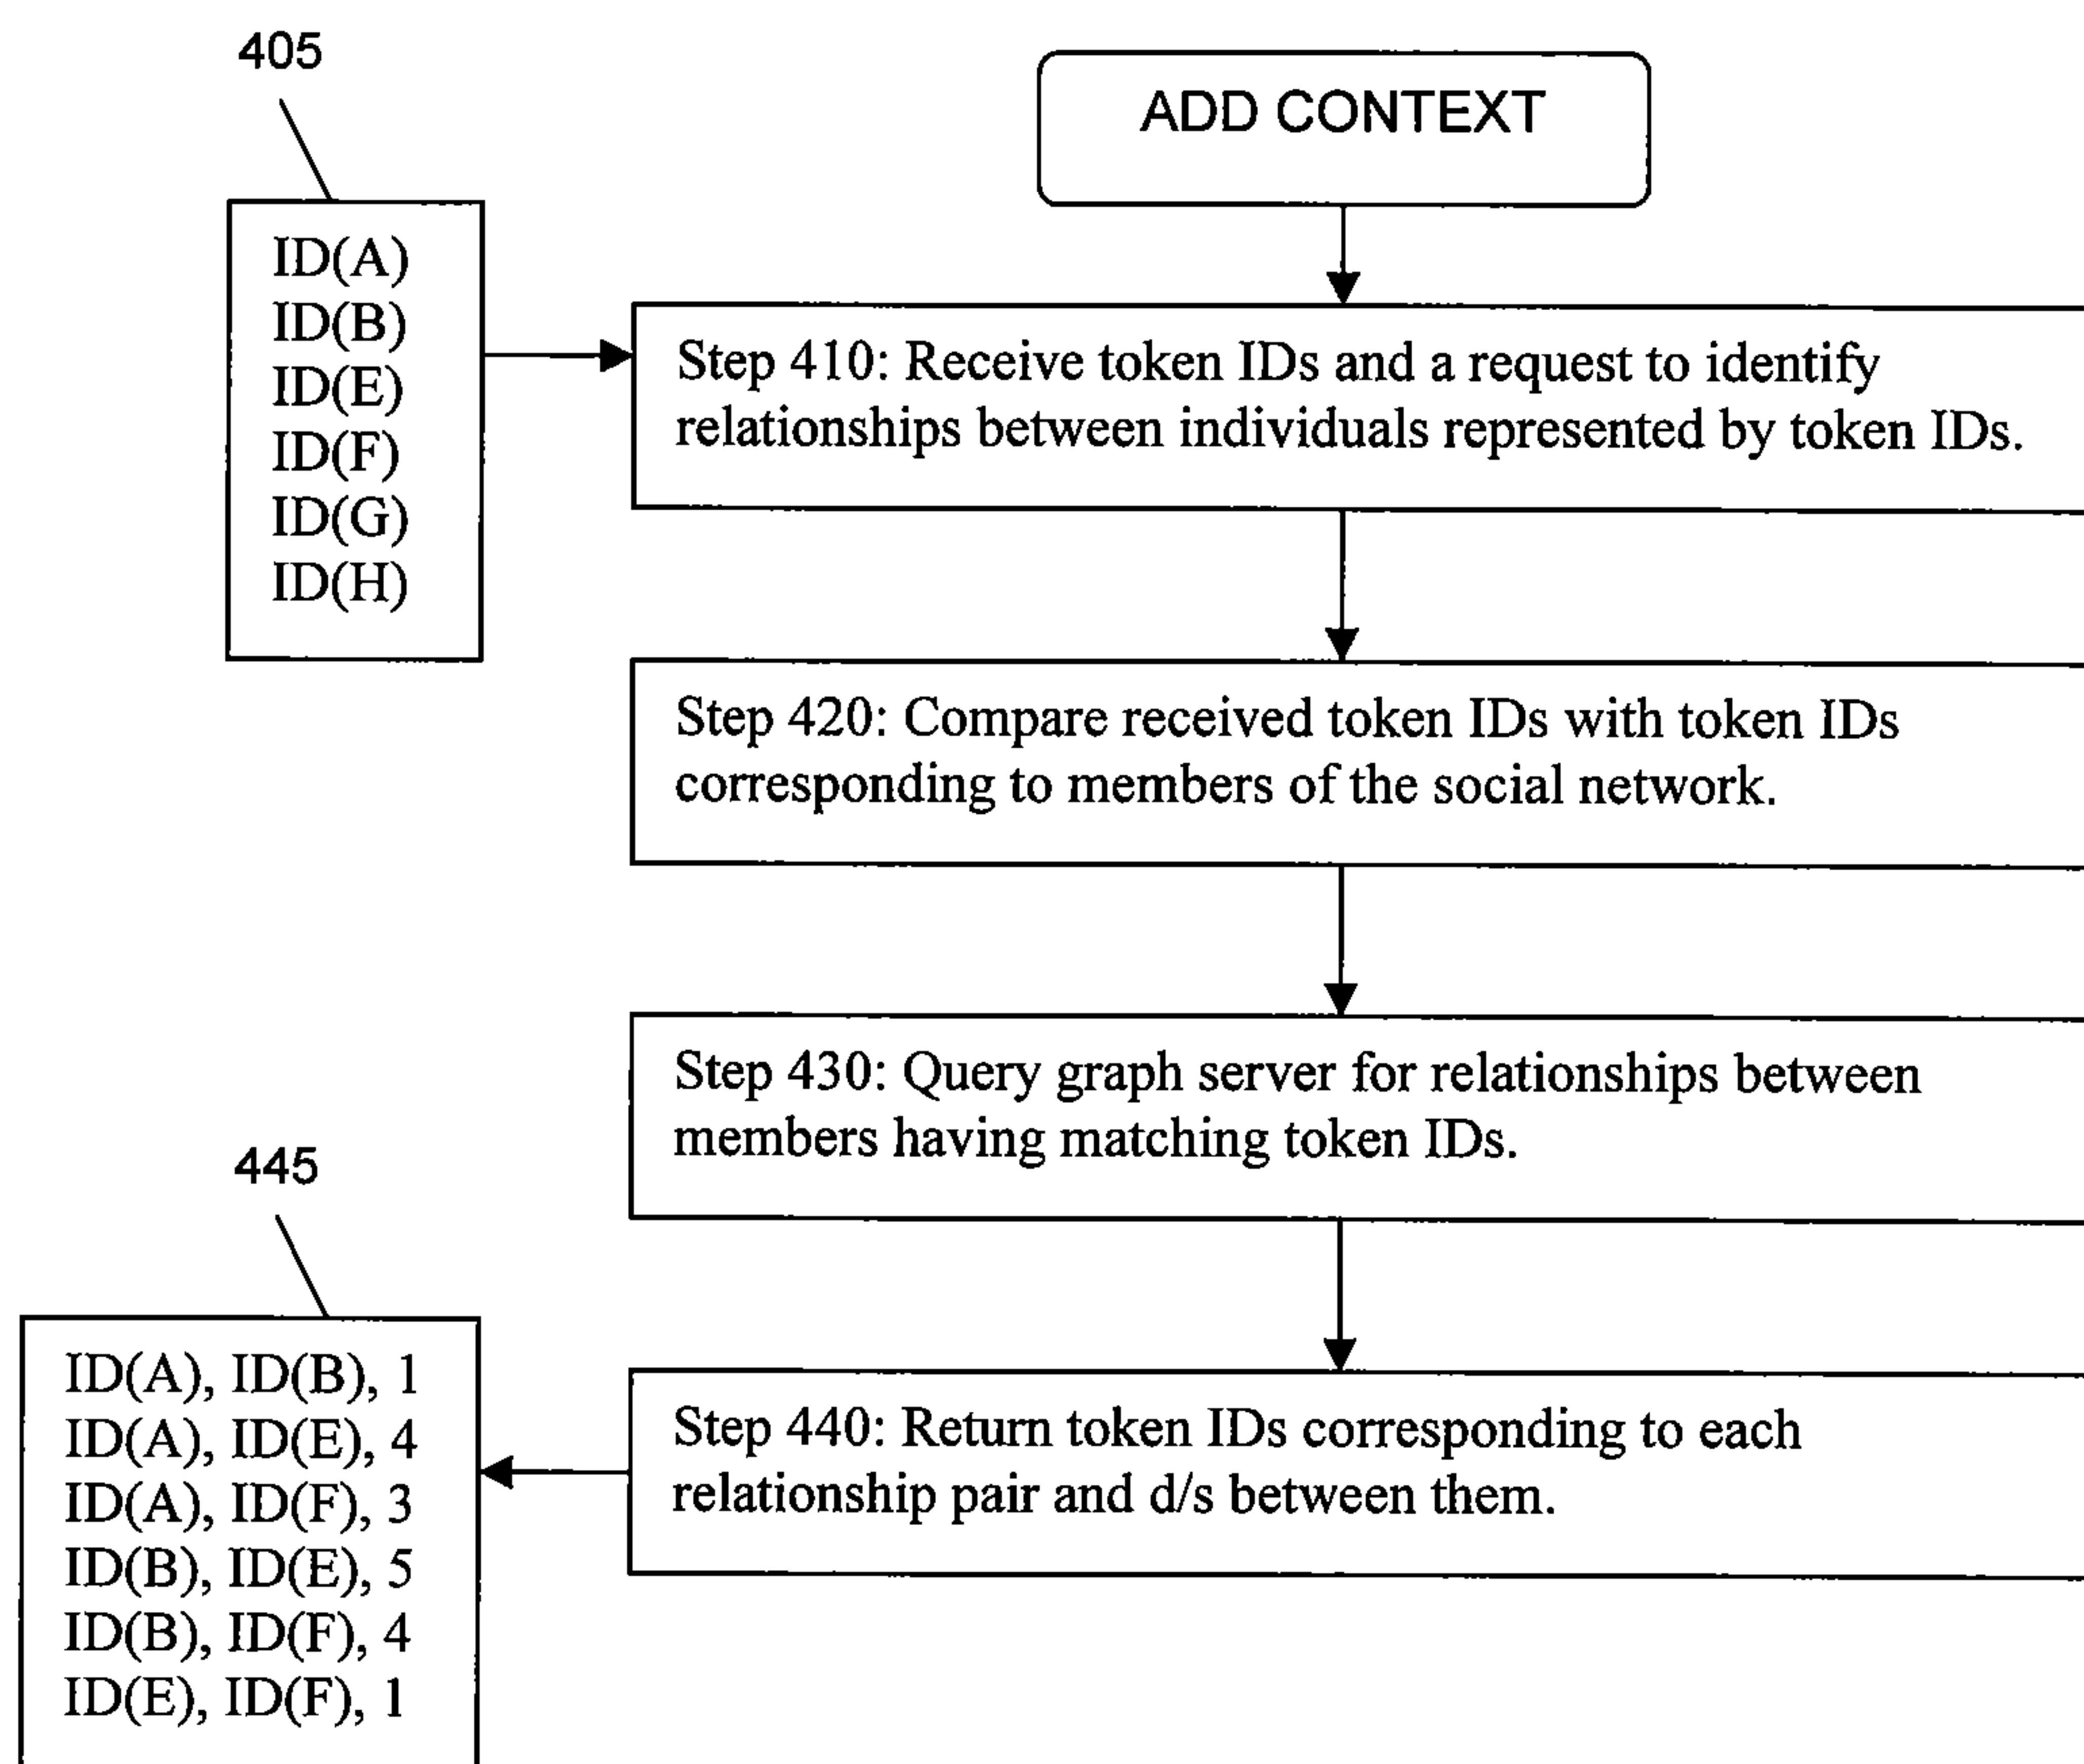 405
ADD CONTEXT
ID(A)
ID(B)
ID(E)
ID(F)
ID(G)
ID(H)
Step 410: Receive token IDs and a request to identify
relationships between individuals represented by token IDs.
Step 420: Compare received token IDs with token IDs
corresponding to members of the social network.
Step 430: Query graph server for relationships between
members having matching token IDs.
445
Step 440: Return token IDs corresponding to each
relationship pair and d/s between them.
ID(A), ID(B), 1
ID(A), ID(E), 4
ID(A), ID(F), 3
ID(B), ID(E), 5
ID(B), ID(F), 4
ID(E), ID(F), 1